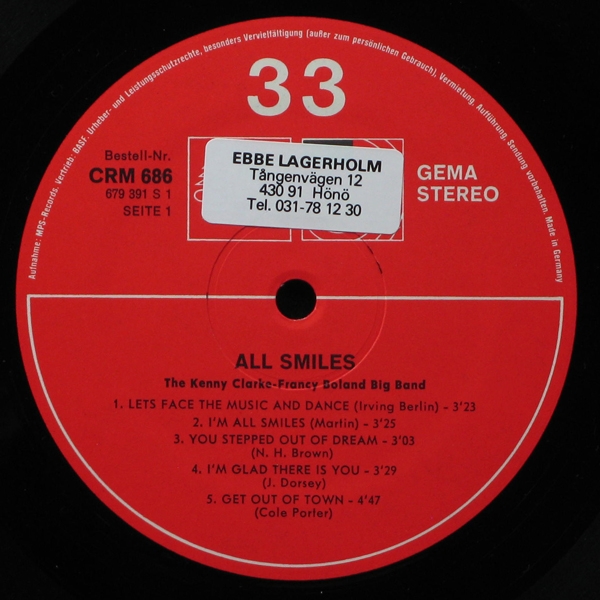 Aufnahme: MPS-Records. Vertrieb: BASF. Urheber- und Leistungsschutzrechte, besonders Vervielfältigung (außer zum persönlichen Gebrauch), Vermietung, Aufführung, Sendung vorbehalten. Made in Germany
33
Bestell-Nr.
CRM 686
679 391 S 1
SEITE 1
EBBE LAGERHOLM
Tångenvägen 12
430 91 Hönö
Tel. 031-78 12 30
GEMA
STEREO
ALL SMILES
The Kenny Clarke-Francy Boland Big Band
1. LETS FACE THE MUSIC AND DANCE (Irving Berlin) - 3'23
2. I'M ALL SMILES (Martin) - 3'25
3. YOU STEPPED OUT OF DREAM - 3'03
(N. H. Brown)
4. I'M GLAD THERE IS YOU - 3'29
(J. Dorsey)
5. GET OUT OF TOWN - 4'47
(Cole Porter)